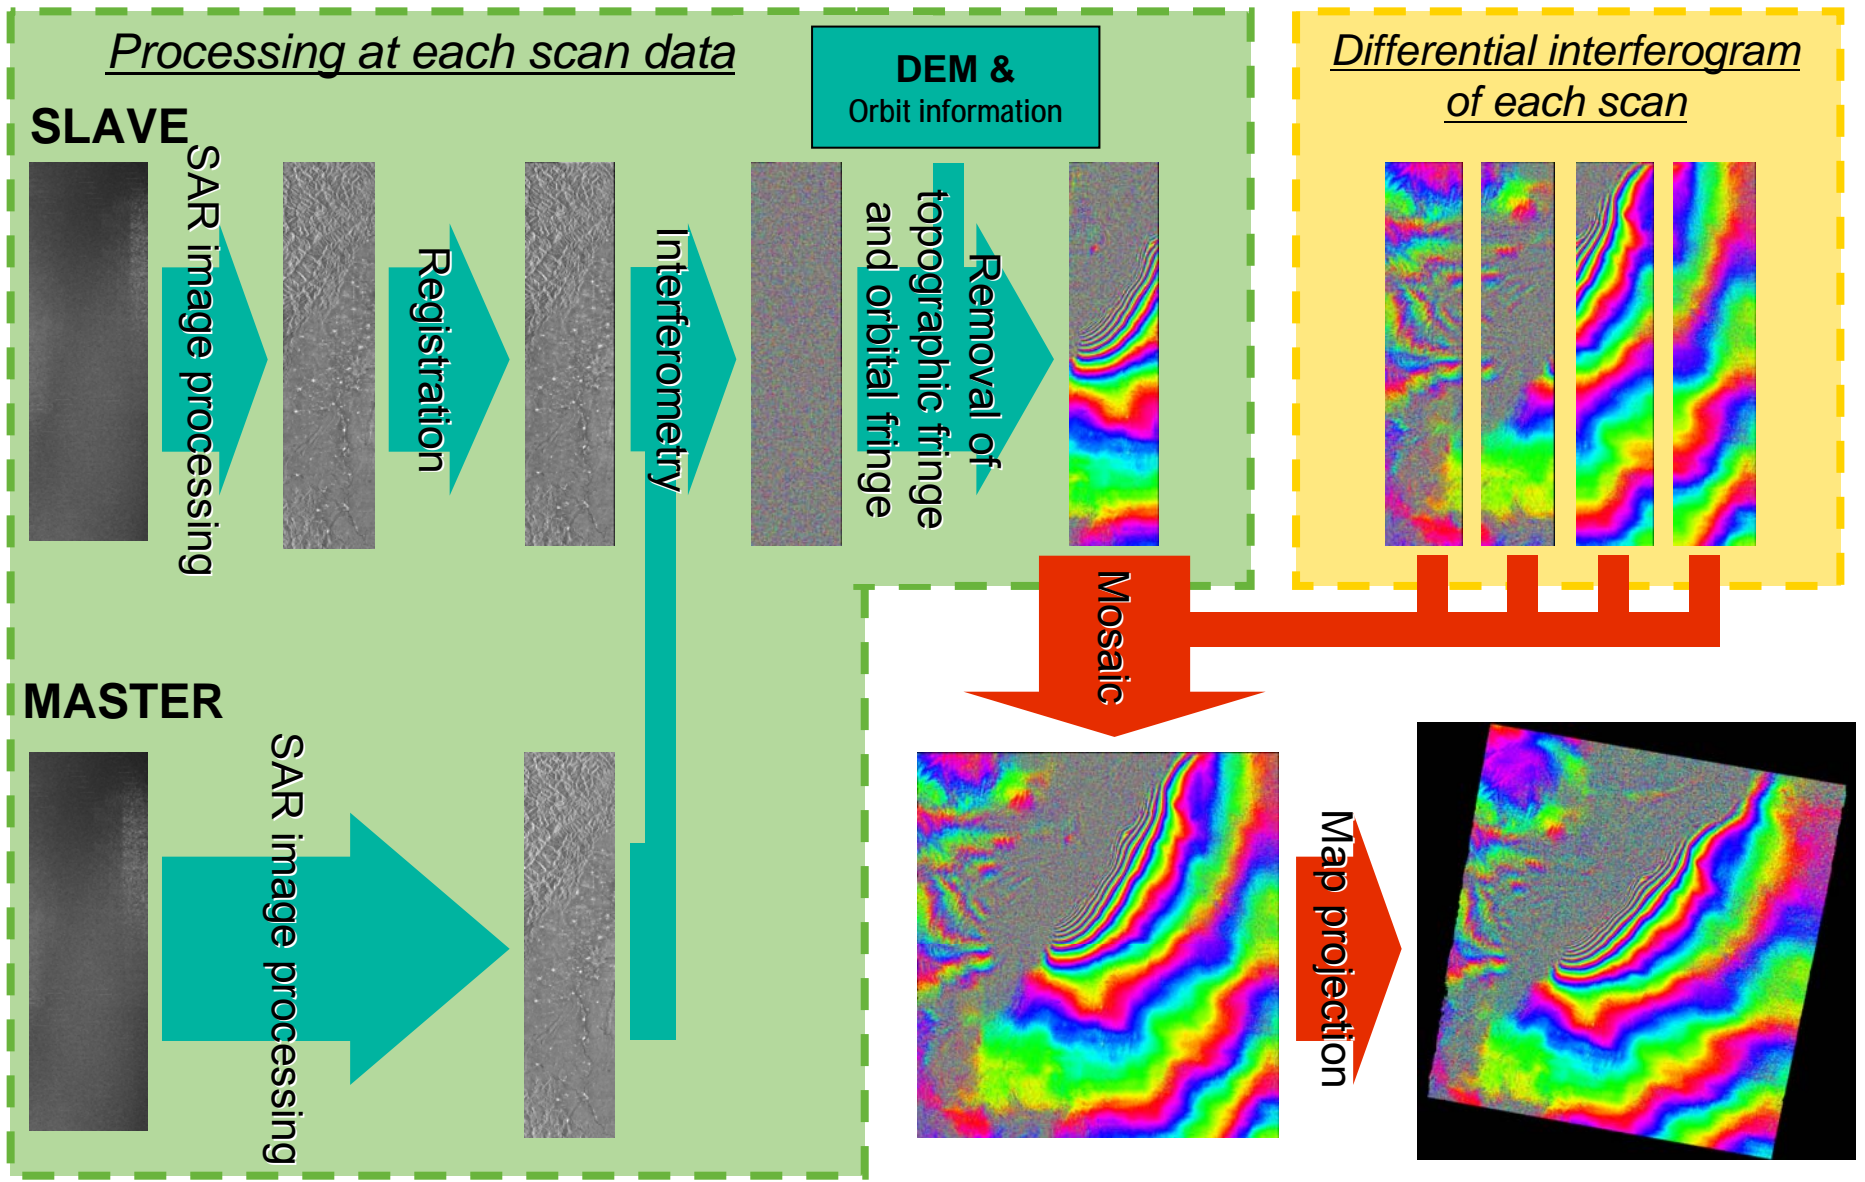 Processing at each scan data
DEM &
Orbit information
Differential interferogram
of each scan
SLAVE
SAR image processing
Registration
Interferometry
Removal of
topographic fringe
and orbital fringe
Mosaic
MASTER
SAR image processing
Map projection